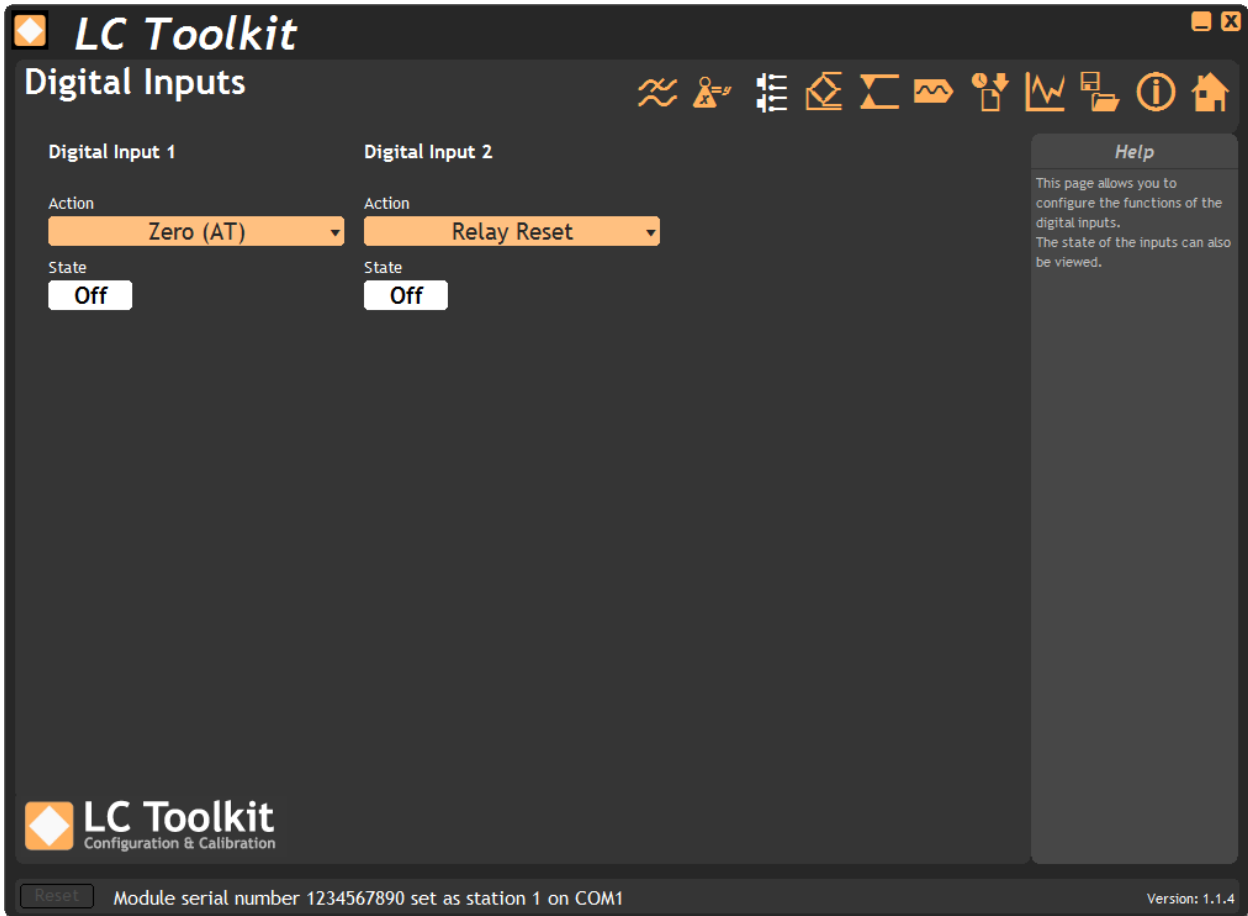 LC Toolkit
Digital Inputs
x=y
Digital Input 1
Digital Input 2
Help
This page allows you to
configure the functions of the
digital inputs.
The state of the inputs can also
be viewed.
Action
Action
Zero (AT)
Relay Reset
State
State
Off
Off
LC Toolkit
Configuration & Calibration
Reset
Module serial number 1234567890 set as station 1 on COM1
Version: 1.1.4